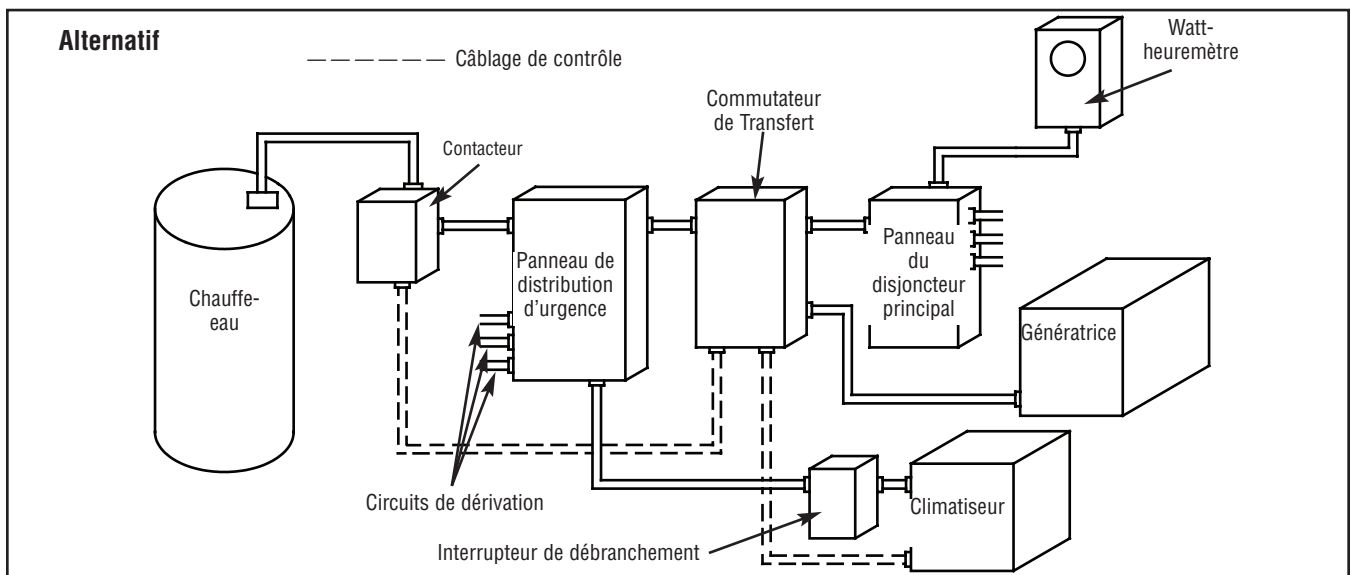 Alternatif
Câblage de contrôle
Watt-
heuremètre
Commutateur
de Transfert
Contacteur
Chauffe-
eau
Panneau de
distribution
d'urgence
Panneau
du
disjoncteur
principal
Génératrice
Circuits de dérivation
Climatiseur
Interrupteur de débranchement